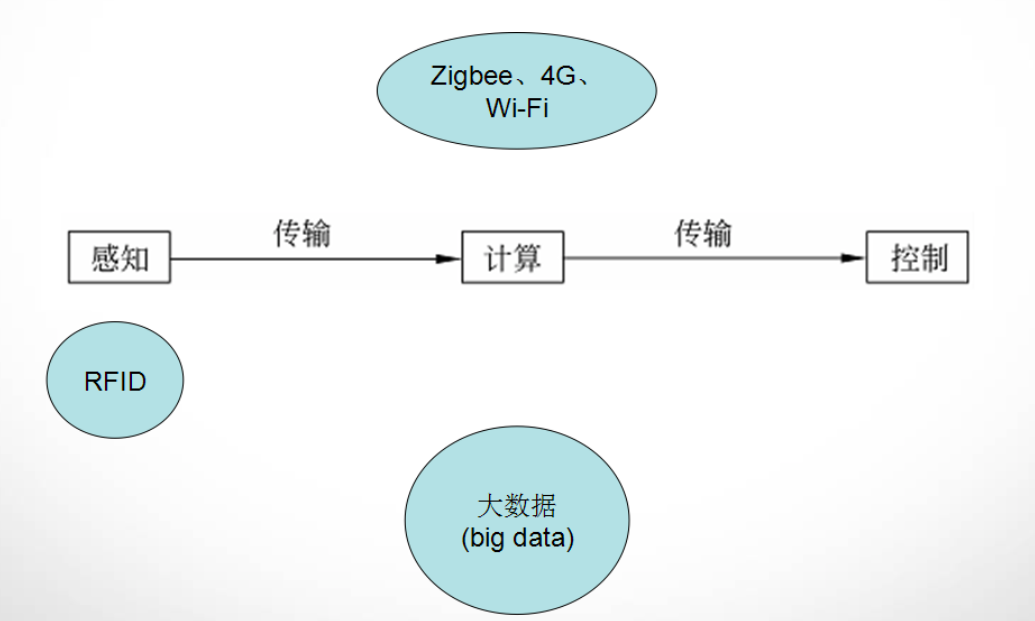 Zigbee、4G、
Wi-Fi
传输
传输
感知
计算
控制
RFID
大数据
(big data)